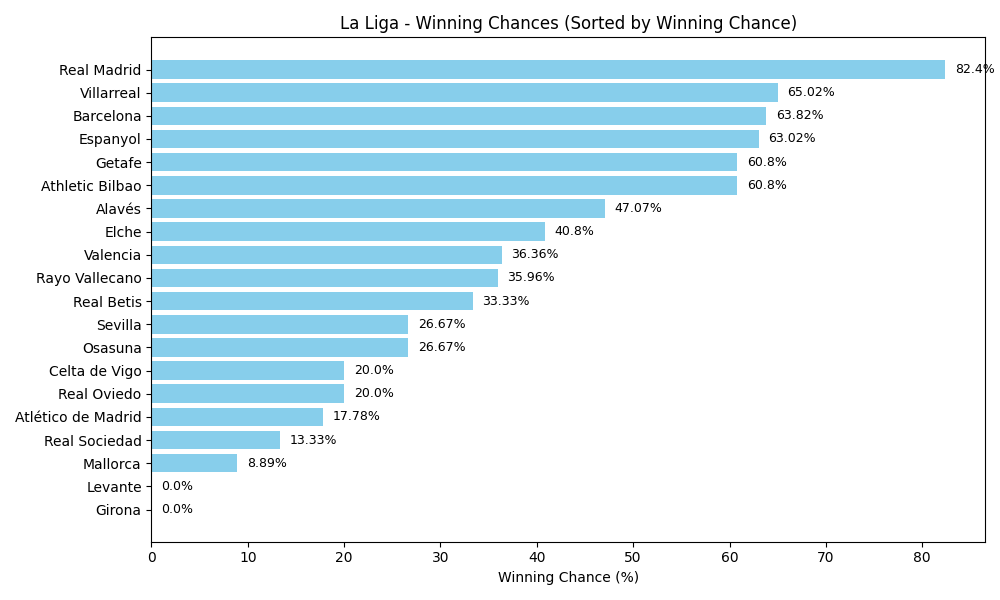 La Liga - Winning Chances (Sorted by Winning Chance)
Real Madrid 82.4%
Villarreal 65.02%
Barcelona 63.82%
Espanyol 63.02%
Getafe 60.8%
Athletic Bilbao 60.8%
Alavés 47.07%
Elche 40.8%
Valencia 36.36%
Rayo Vallecano 35.96%
Real Betis 33.33%
Sevilla 26.67%
Osasuna 26.67%
Celta de Vigo 20.0%
Real Oviedo 20.0%
Atlético de Madrid 17.78%
Real Sociedad 13.33%
Mallorca 8.89%
Levante 0.0%
Girona 0.0%
0 10 20 30 40 50 60 70 80
Winning Chance (%)